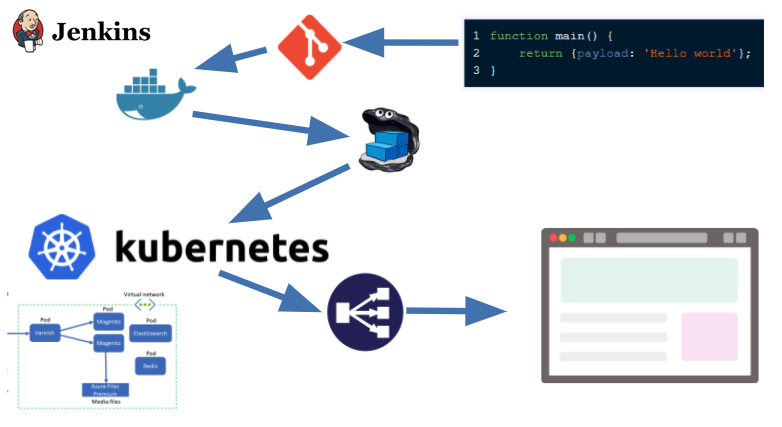 Jenkins
1 function main() {
2 return {payload: 'Hello world'};
3 }
kubernetes
Virtual network
Pod
Pod
Pod
Varnish
Magento
Elasticsearch
Magento
Pod
Redis
Azure Files
Premium
Media files